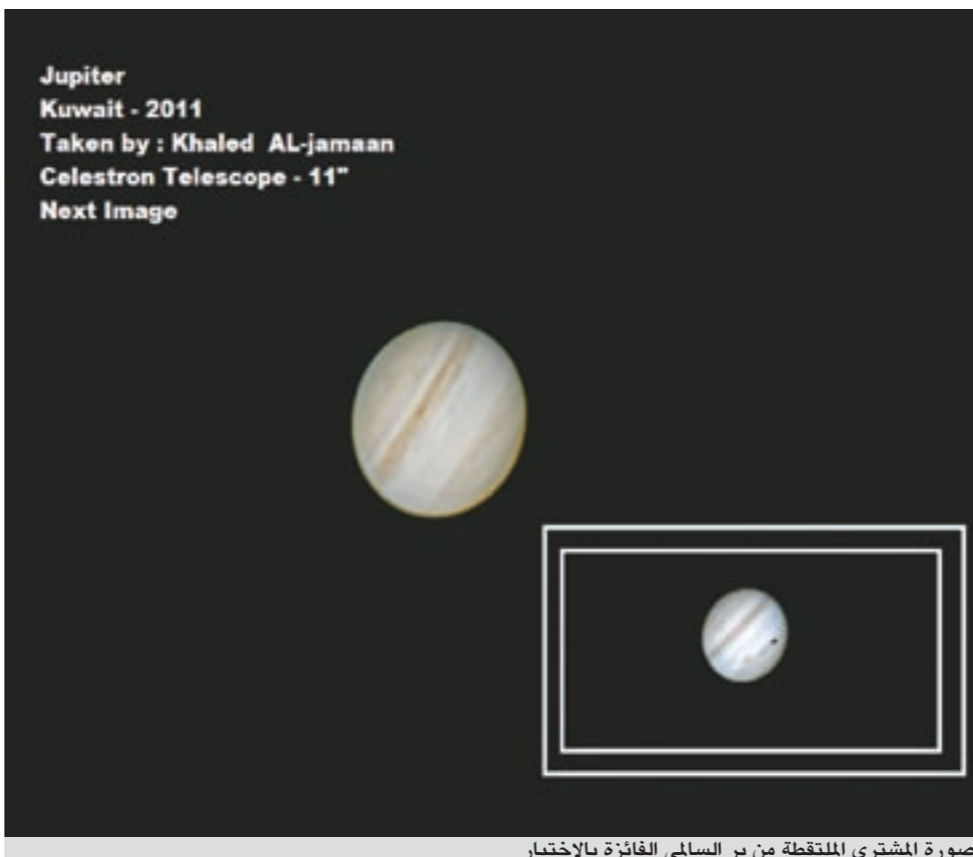 Jupiter
Kuwait - 2011
Taken by : Khaled AL-jamaan
Celestron Telescope - 11"
Next Image
صورة المشتري الملتقطة من بر السالمي الفائزة بالاختيار